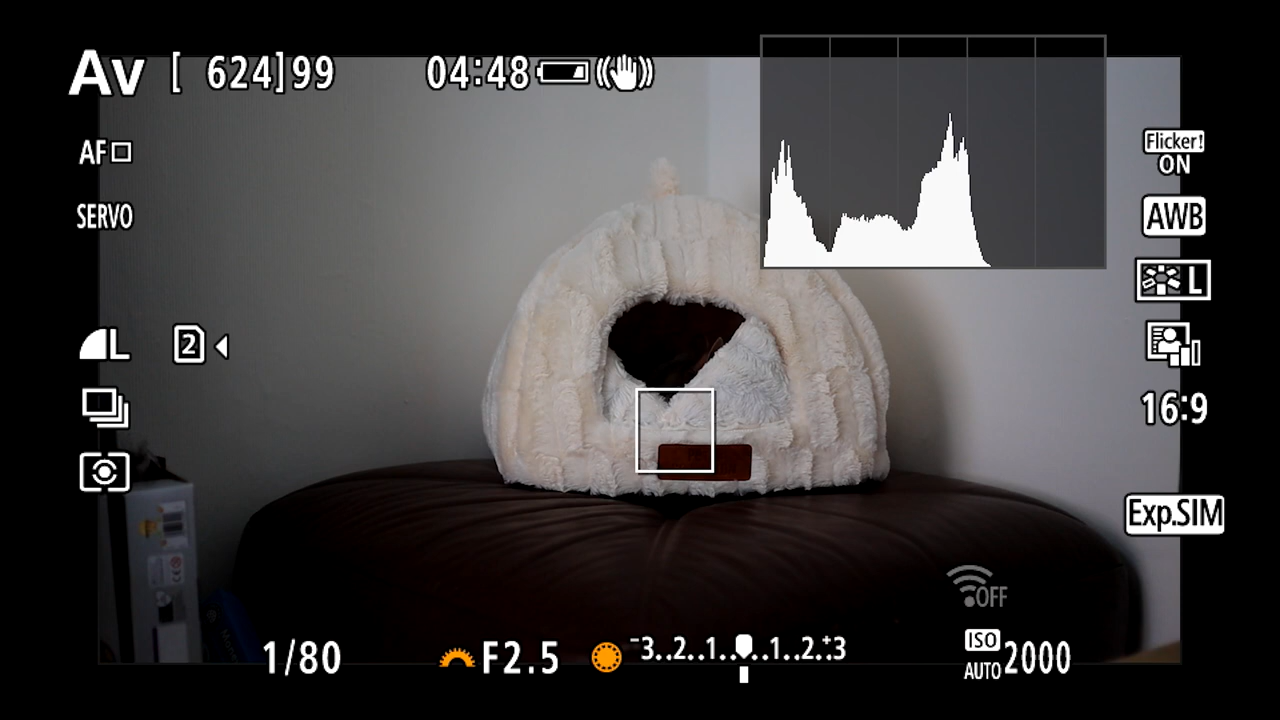 Av [ 624]99 04:48
AF
Flicker!
ON
SERVO
AWB
L
L 2
16:9
Exp.SIM
OFF
1/80 F2.5 -3..2..1....1..2.+3 ISO AUTO 2000